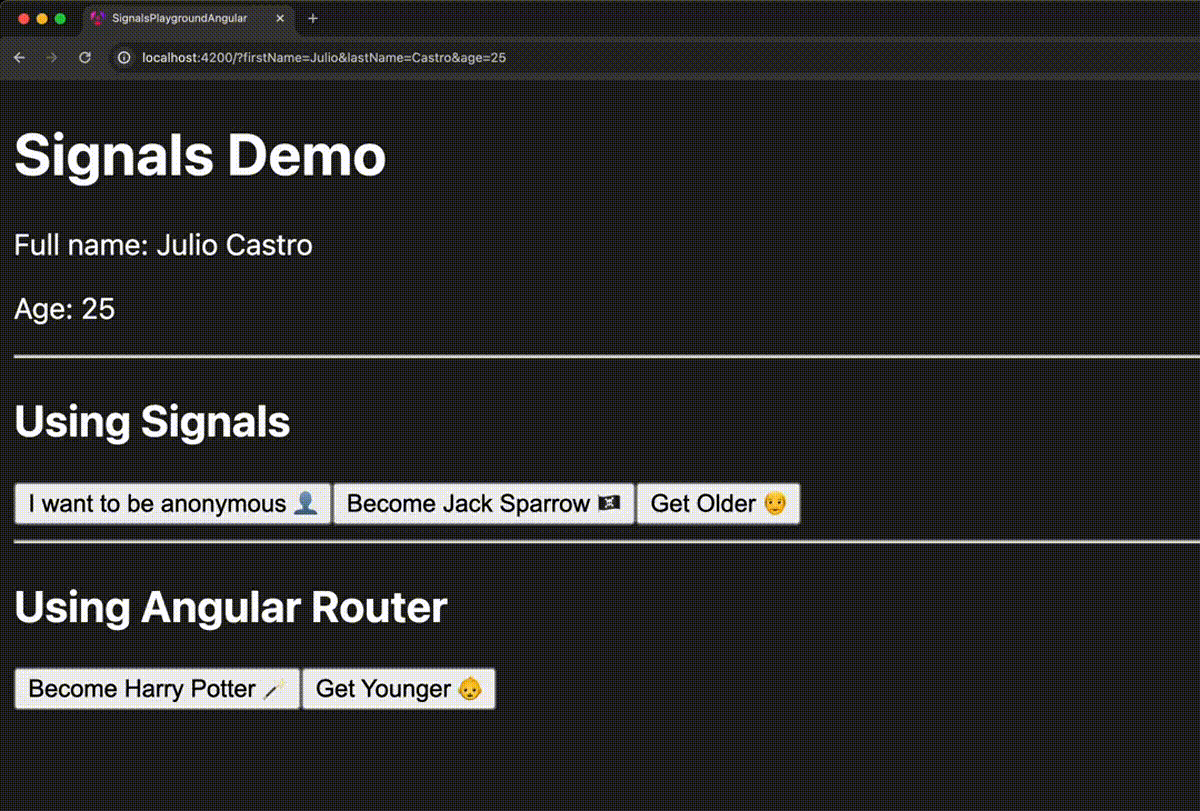 SignalsPlaygroundAngular
localhost:4200/?firstName=Julio&lastName=Castro&age=25
Signals Demo
Full name: Julio Castro
Age: 25
Using Signals
I want to be anonymous 👤 Become Jack Sparrow 🏴‍☠️ Get Older 👴
Using Angular Router
Become Harry Potter 🪄 Get Younger 👶